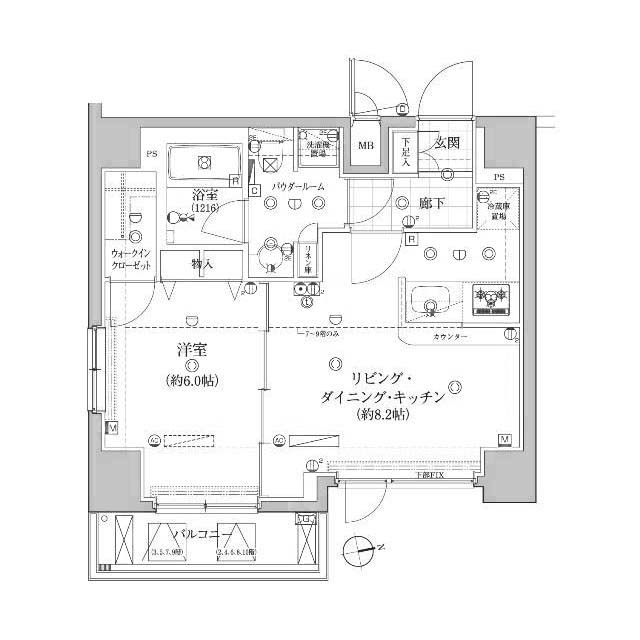 MB
下足入
玄関
洗濯機
置場
PS
PS
浴室
(1216)
パウダールーム
廊下
冷蔵庫
置場
ウォークイン
クローゼット
物入
リネン庫
カウンター
7〜9階のみ
洋室
(約6.0帖)
リビング・
ダイニング・キッチン
(約8.2帖)
R
R
C
M
M
AC
AC
下部FIX
バルコニー
(3.5.7.9階)
(2.4.6.8.10階)
N